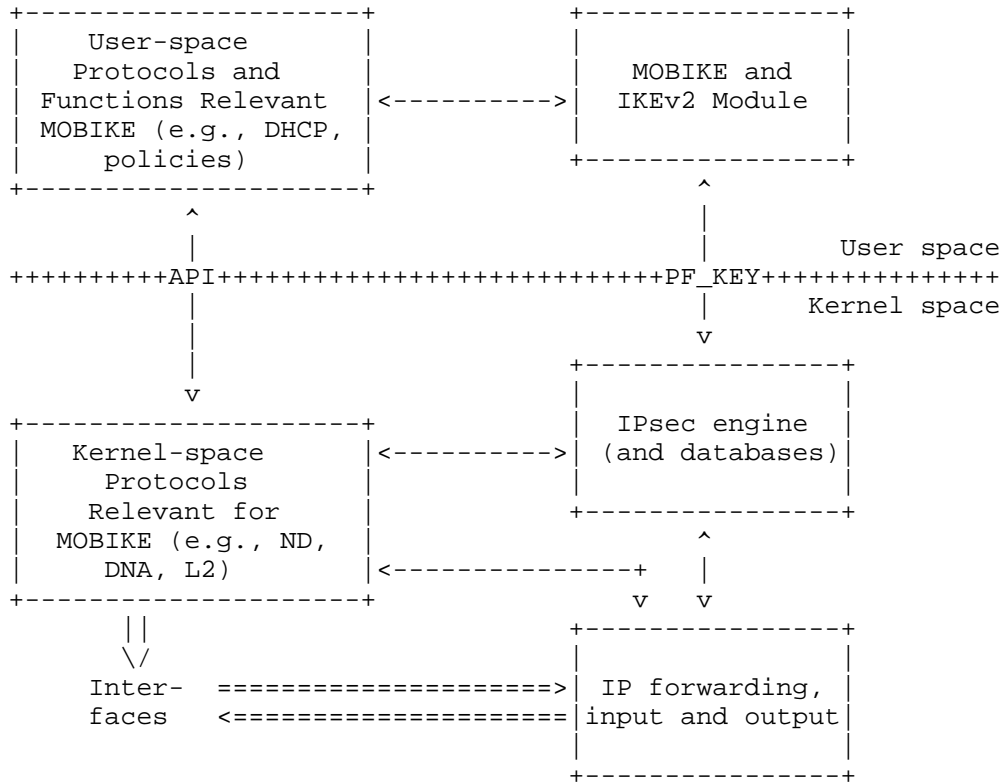 User-space
Protocols and
Functions Relevant
MOBIKE (e.g., DHCP,
policies)
MOBIKE and
IKEv2 Module
User space
API
PF_KEY
Kernel space
Kernel-space
Protocols
Relevant for
MOBIKE (e.g., ND,
DNA, L2)
IPsec engine
(and databases)
Inter-
faces
IP forwarding,
input and output